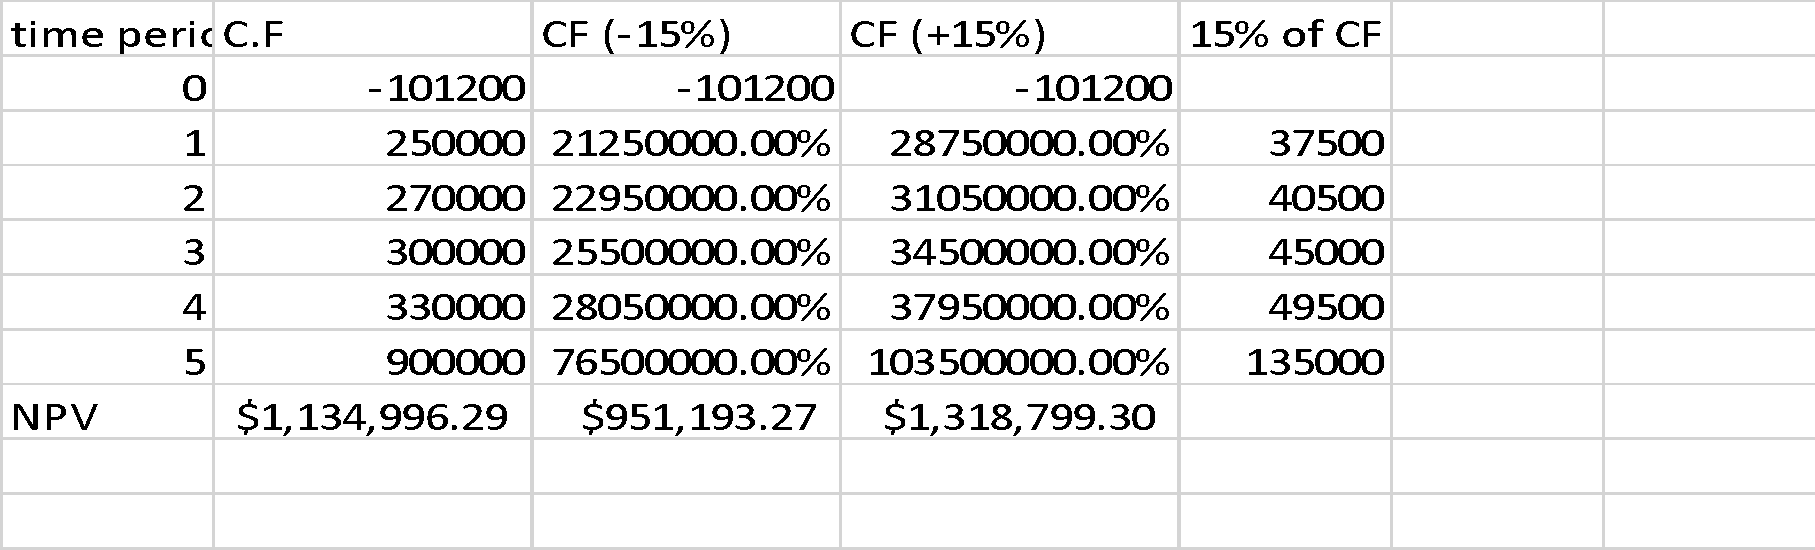 time peric C.F CF (-15%) CF (+15%) 15% of CF
0 -101200 -101200 -101200
1 250000 21250000.00% 28750000.00% 37500
2 270000 22950000.00% 31050000.00% 40500
3 300000 25500000.00% 34500000.00% 45000
4 330000 28050000.00% 37950000.00% 49500
5 900000 76500000.00% 103500000.00% 135000
NPV $1,134,996.29 $951,193.27 $1,318,799.30